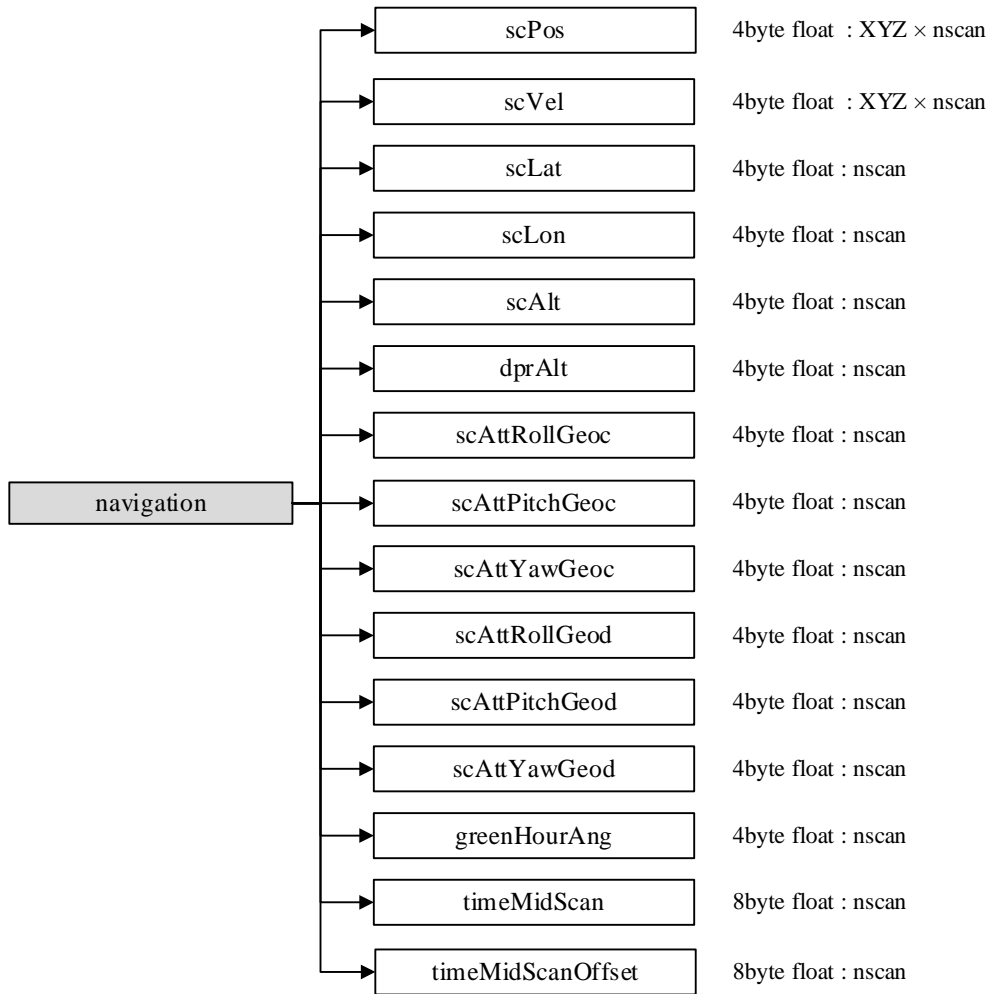 scPos 4byte float : XYZ × nscan
scVel 4byte float : XYZ × nscan
scLat 4byte float : nscan
scLon 4byte float : nscan
scAlt 4byte float : nscan
dprAlt 4byte float : nscan
scAttRollGeoc 4byte float : nscan
navigation scAttPitchGeoc 4byte float : nscan
scAttYawGeoc 4byte float : nscan
scAttRollGeod 4byte float : nscan
scAttPitchGeod 4byte float : nscan
scAttYawGeod 4byte float : nscan
greenHourAng 4byte float : nscan
timeMidScan 8byte float : nscan
timeMidScanOffset 8byte float : nscan